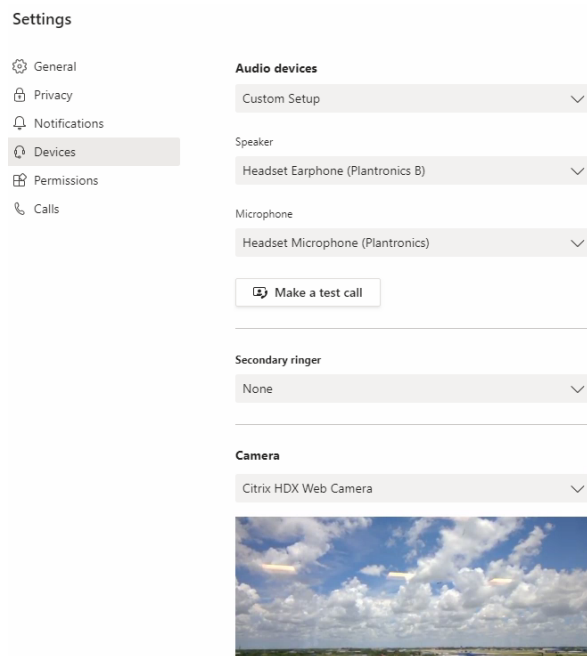 Settings
General
Privacy
Notifications
Devices
Permissions
Calls
Audio devices
Custom Setup
Speaker
Headset Earphone (Plantronics B)
Microphone
Headset Microphone (Plantronics)
Make a test call
Secondary ringer
None
Camera
Citrix HDX Web Camera